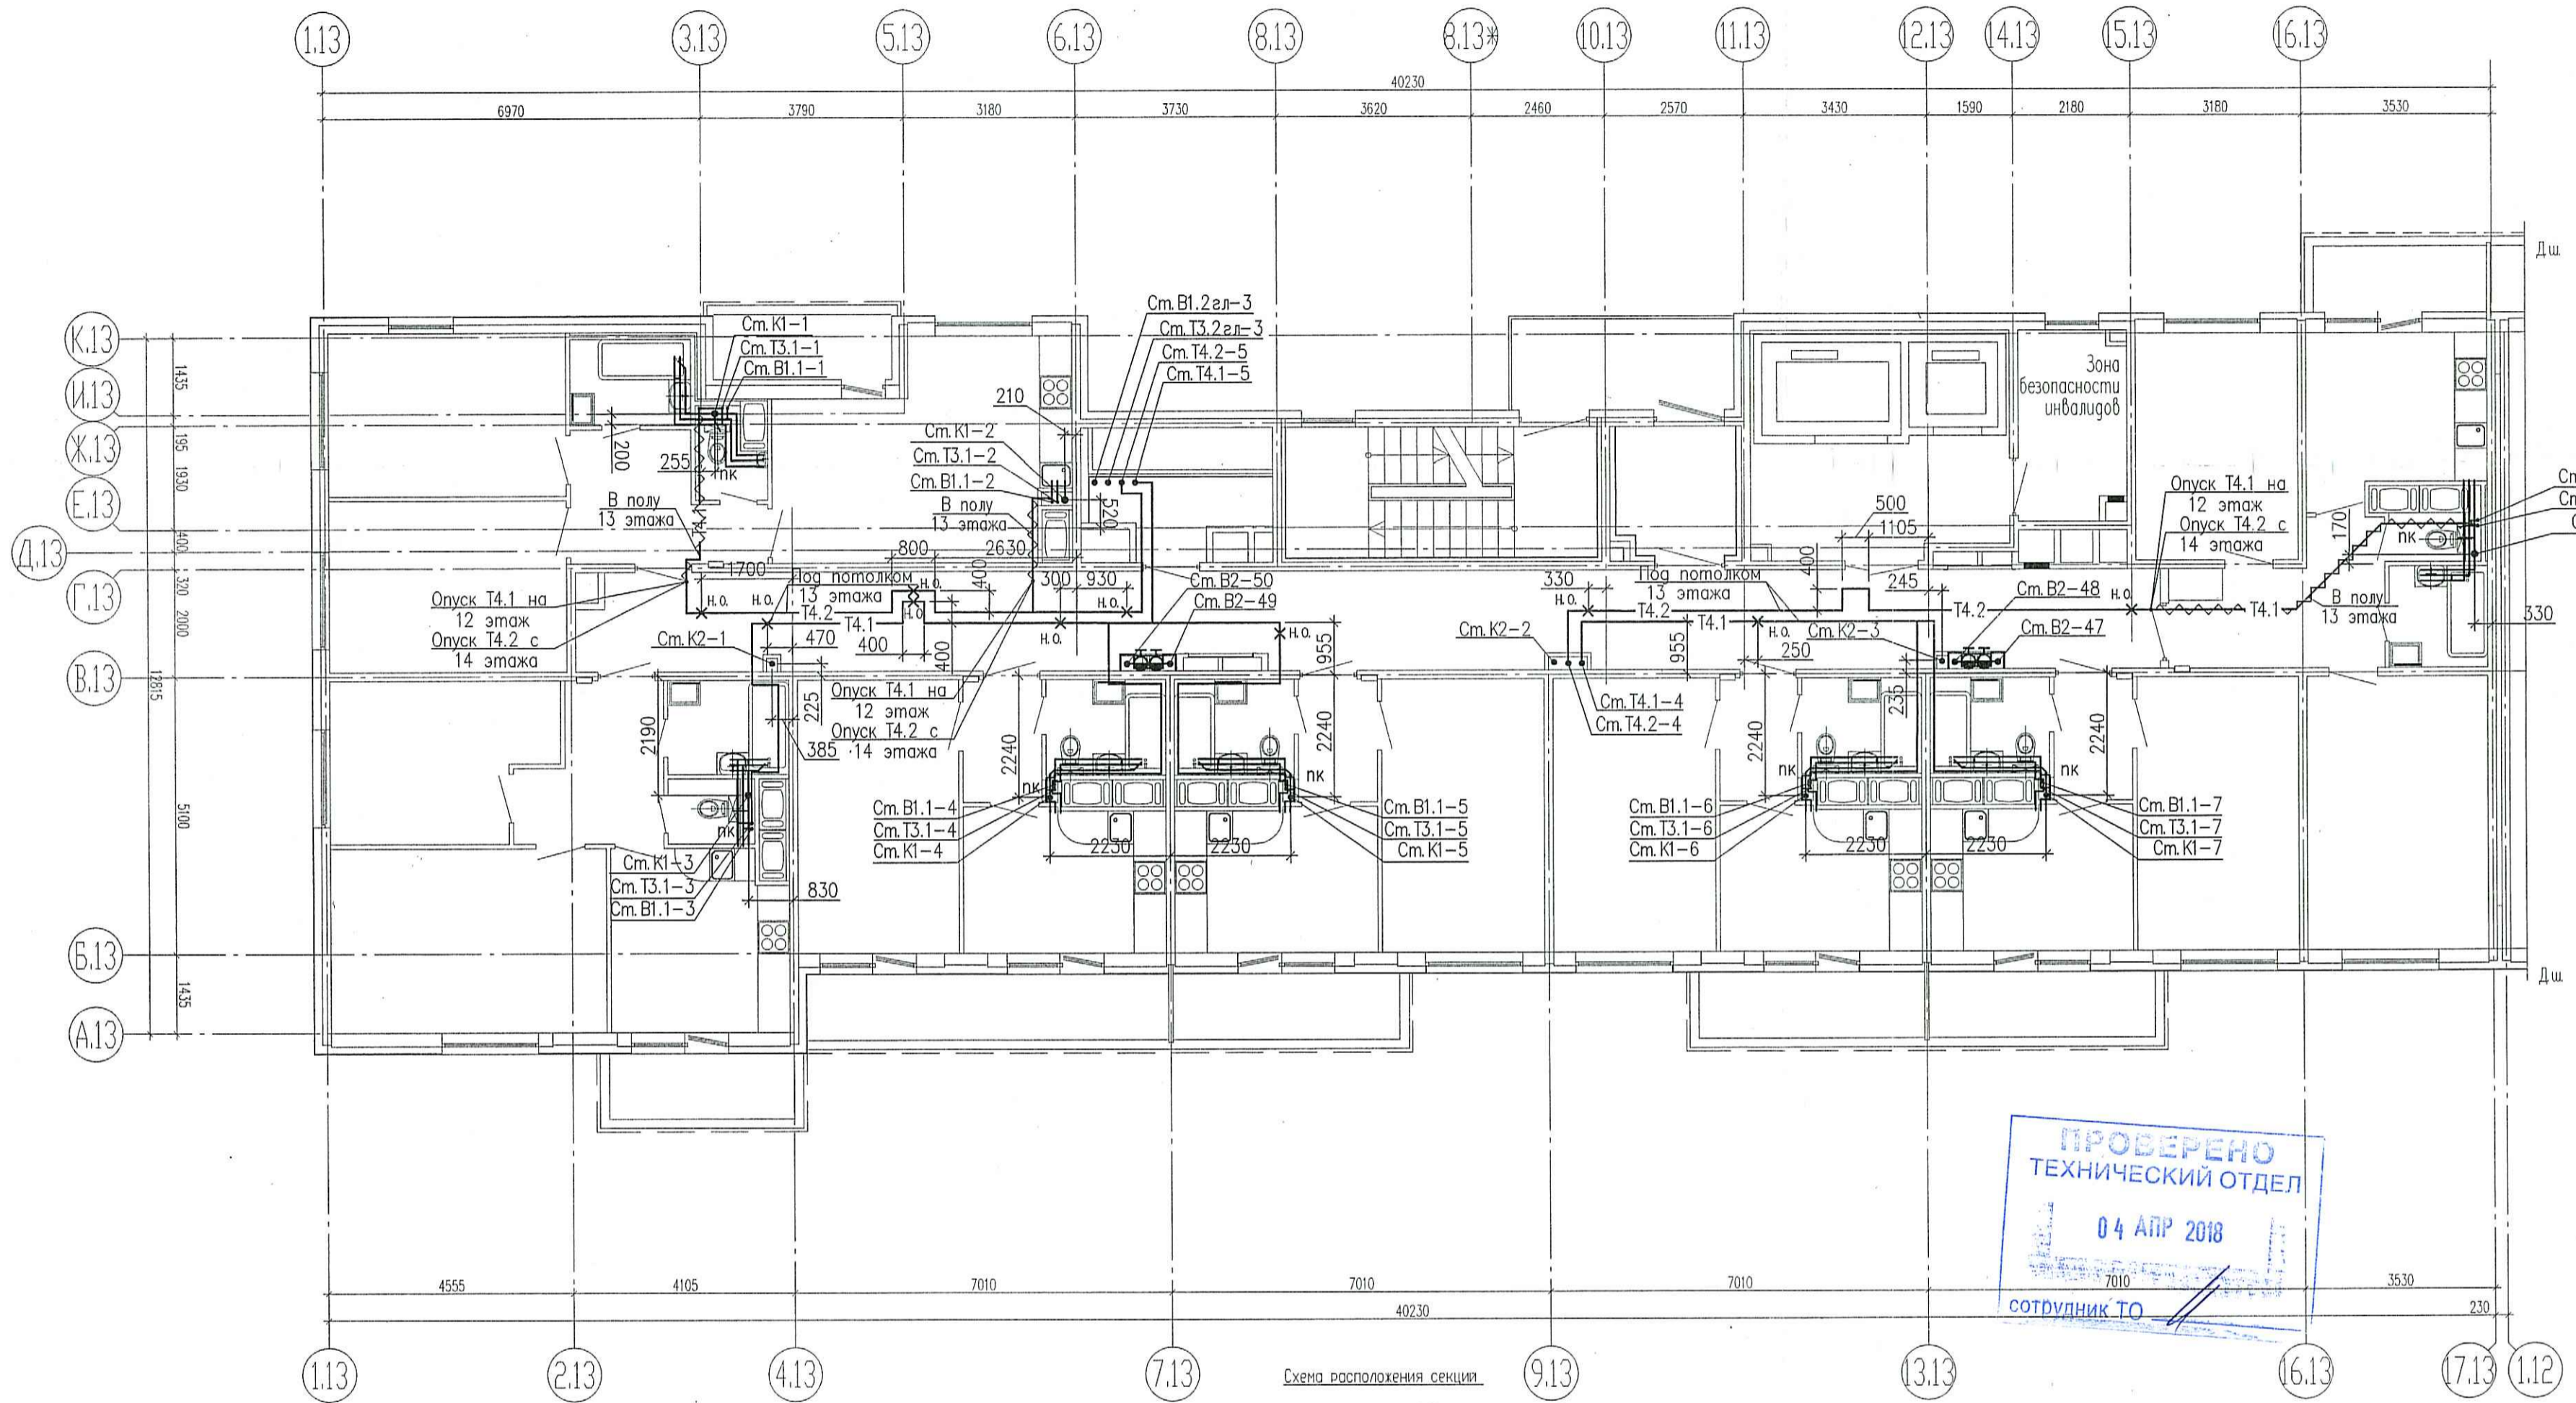 1.13
3.13
5.13
6.13
8.13
8.13*
10.13
11.13
12.13
14.13
15.13
16.13
40230
6970
3790
3180
3730
3620
2460
2570
3430
1590
2180
3180
3530
Д.ш.
К.13
И.13
Ж.13
Е.13
Д.13
Г.13
В.13
Б.13
А.13
1435
195
1930
400
3200
2000
5100
1435
12815
Ст.К1-1
Ст.Т3.1-1
Ст.В1.1-1
200
255
пк
В полу
13 этажа
Т4.1
Ст.В1.2гл-3
Ст.Т3.2гл-3
Ст.Т4.2-5
Ст.Т4.1-5
210
Ст.К1-2
Ст.Т3.1-2
Ст.В1.1-2
В полу
13 этажа
520
800
2630
1700
Под потолком
13 этажа
н.о.
400
300
930
Ст.В2-50
Ст.В2-49
Опуск Т4.1 на
12 этаж
Опуск Т4.2 с
14 этажа
н.о.
н.о.
Т4.2
н.о.
Т4.1
н.о.
н.о.
н.о.
Ст.К2-1
470
400
400
955
225
385
Опуск Т4.1 на
12 этаж
Опуск Т4.2 с
14 этажа
2190
пк
Ст.К1-3
Ст.Т3.1-3
Ст.В1.1-3
830
2240
пк
Ст.В1.1-4
Ст.Т3.1-4
Ст.К1-4
2230
2230
2240
пк
Ст.В1.1-5
Ст.Т3.1-5
Ст.К1-5
Зона
безопасности
инвалидов
500
1105
400
330
Под потолком
13 этажа
245
н.о.
Т4.2
Т4.2
Ст.В2-48
н.о.
Ст.К2-2
Т4.1
н.о.
Ст.К2-3
Ст.В2-47
955
250
235
Ст.Т4.1-4
Ст.Т4.2-4
2240
пк
Ст.В1.1-6
Ст.Т3.1-6
Ст.К1-6
2230
2230
2240
пк
Ст.В1.1-7
Ст.Т3.1-7
Ст.К1-7
Опуск Т4.1 на
12 этаж
Опуск Т4.2 с
14 этажа
170
пк
Т4.1
В полу
13 этажа
330
Д.ш.
ПРОВЕРЕНО
ТЕХНИЧЕСКИЙ ОТДЕЛ
04 АПР 2018
сотрудник ТО
4555
4105
7010
7010
7010
7010
3530
40230
230
1.13
2.13
4.13
7.13
Схема расположения секции
9.13
13.13
16.13
17.13
1.12